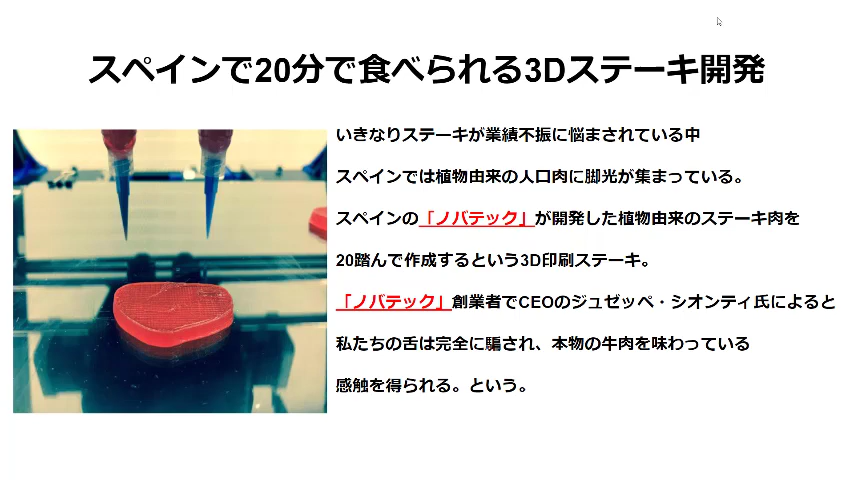 スペインで20分で食べられる3Dステーキ開発
いきなりステーキが業績不振に悩まされている中
スペインでは植物由来の人口肉に脚光が集まっている。
スペインの「ノバテック」が開発した植物由来のステーキ肉を
20踏んで作成するという3D印刷ステーキ。
「ノバテック」創業者でCEOのジュゼッペ・シオンティ氏によると
私たちの舌は完全に騙され、本物の牛肉を味わっている
感触を得られる。という。